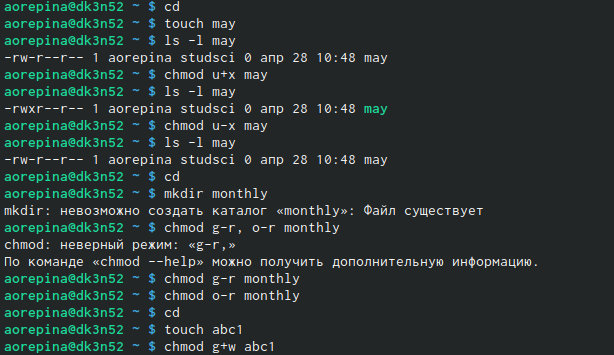 aorepina@dk3n52 ~ $ cd
aorepina@dk3n52 ~ $ touch may
aorepina@dk3n52 ~ $ ls -l may
-rw-r--r-- 1 aorepina studsci 0 апр 28 10:48 may
aorepina@dk3n52 ~ $ chmod u+x may
aorepina@dk3n52 ~ $ ls -l may
-rwxr--r-- 1 aorepina studsci 0 апр 28 10:48 may
aorepina@dk3n52 ~ $ chmod u-x may
aorepina@dk3n52 ~ $ ls -l may
-rw-r--r-- 1 aorepina studsci 0 апр 28 10:48 may
aorepina@dk3n52 ~ $ cd
aorepina@dk3n52 ~ $ mkdir monthly
mkdir: невозможно создать каталог «monthly»: Файл существует
aorepina@dk3n52 ~ $ chmod g-r, o-r monthly
chmod: неверный режим: «g-r,»
По команде «chmod --help» можно получить дополнительную информацию.
aorepina@dk3n52 ~ $ chmod g-r monthly
aorepina@dk3n52 ~ $ chmod o-r monthly
aorepina@dk3n52 ~ $ cd
aorepina@dk3n52 ~ $ touch abc1
aorepina@dk3n52 ~ $ chmod g+w abc1